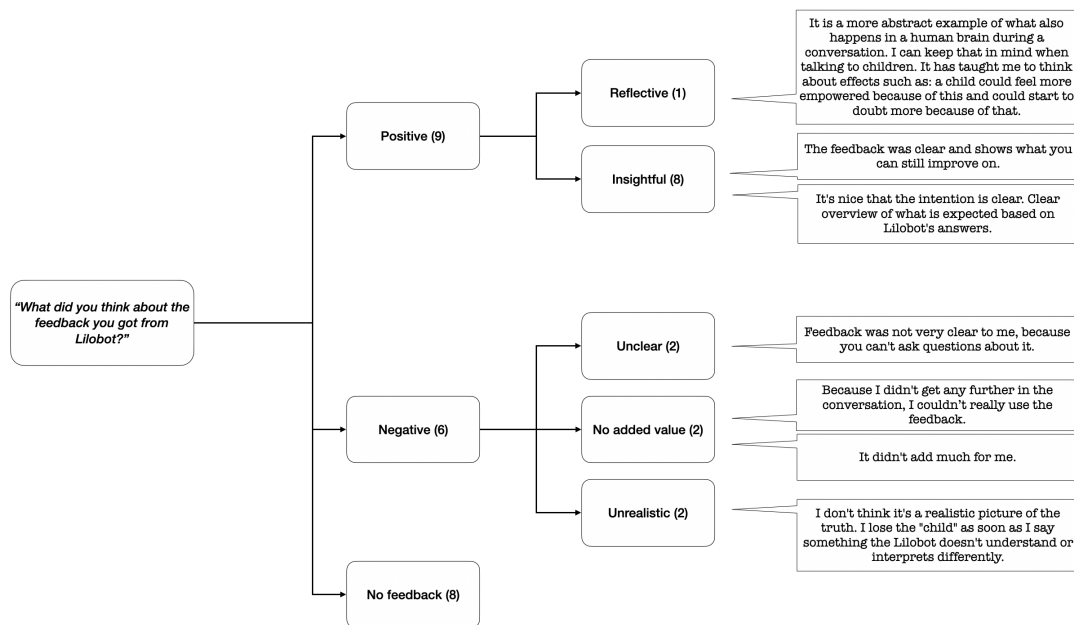 “What did you think about the
feedback you got from
Lilobot?”
Positive (9)
Reflective (1)
It is a more abstract example of what also
happens in a human brain during a
conversation. I can keep that in mind when
talking to children. It has taught me to think
about effects such as: a child could feel more
empowered because of this and could start to
doubt more because of that.
Insightful (8)
The feedback was clear and shows what you
can still improve on.
It's nice that the intention is clear. Clear
overview of what is expected based on
Lilobot's answers.
Negative (6)
Unclear (2)
Feedback was not very clear to me, because
you can't ask questions about it.
No added value (2)
Because I didn't get any further in the
conversation, I couldn’t really use the
feedback.
It didn't add much for me.
Unrealistic (2)
I don't think it's a realistic picture of the
truth. I lose the "child" as soon as I say
something the Lilobot doesn't understand or
interprets differently.
No feedback (8)